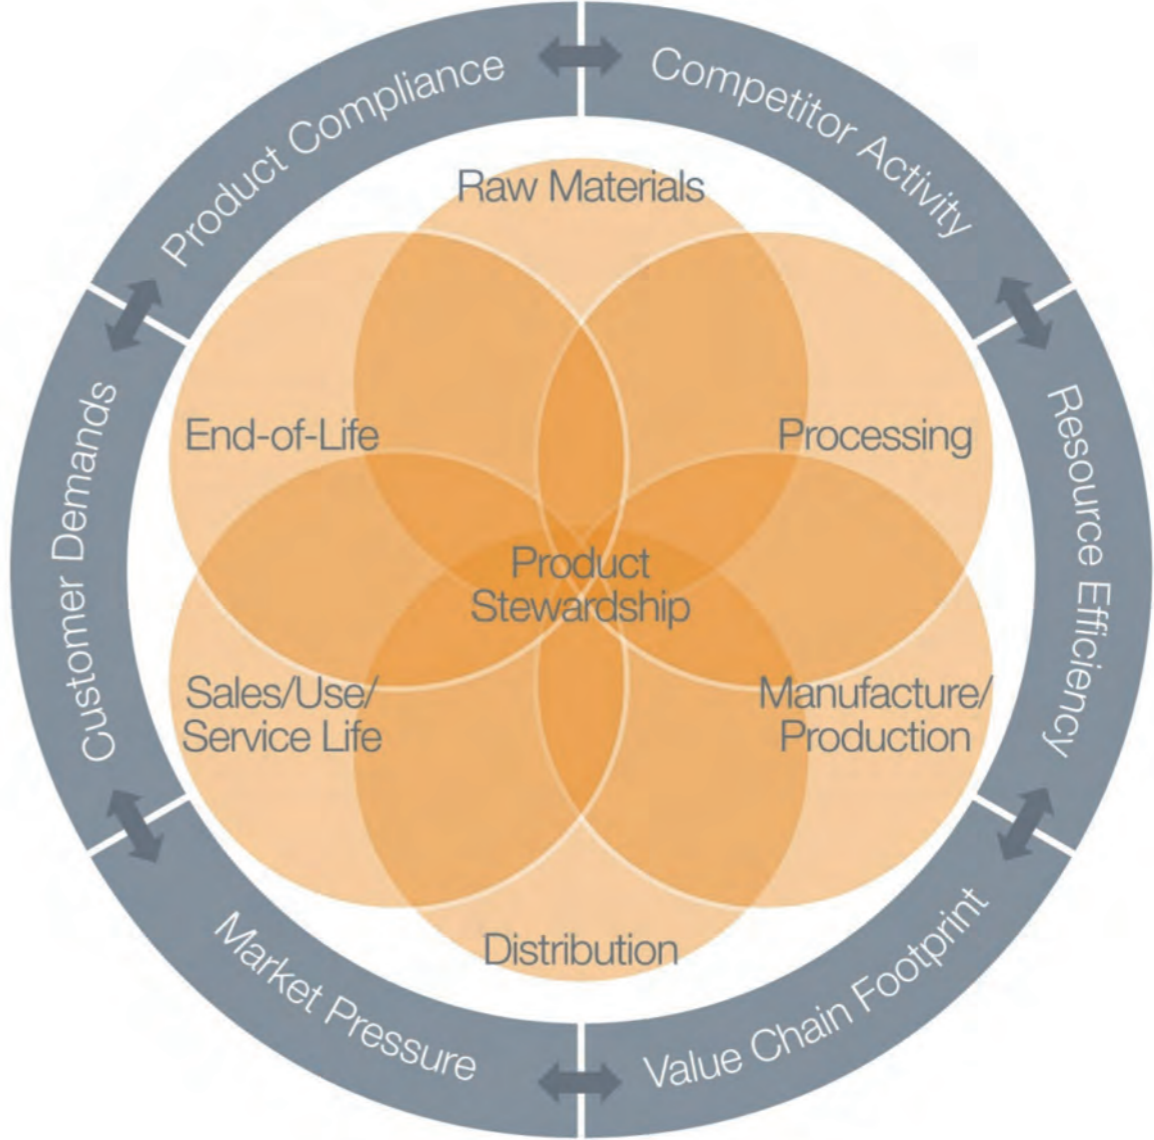 Product Compliance
Competitor Activity
Raw Materials
End-of-Life
Processing
Customer Demands
Resource Efficiency
Product
Stewardship
Sales/Use/
Service Life
Manufacture/
Production
Distribution
Market Pressure
Value Chain Footprint